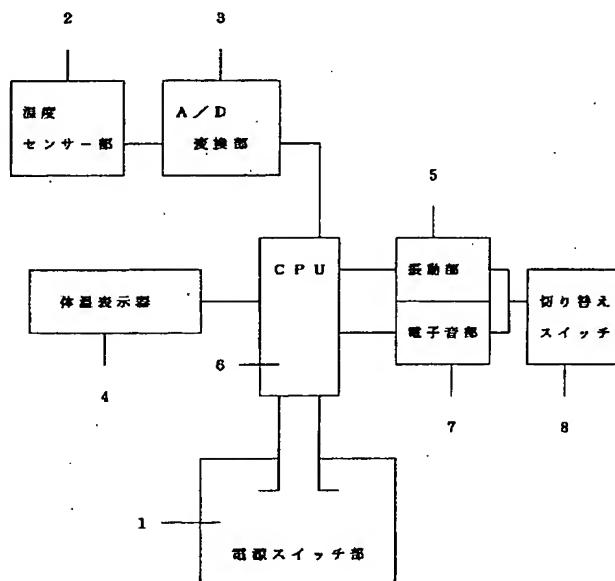 2
3
温度
センサー部
A／D
変換部
5
CPU
振動部
体温表示器
切り替え
スイッチ
電子音部
6
4
7
8
1
電源スイッチ部